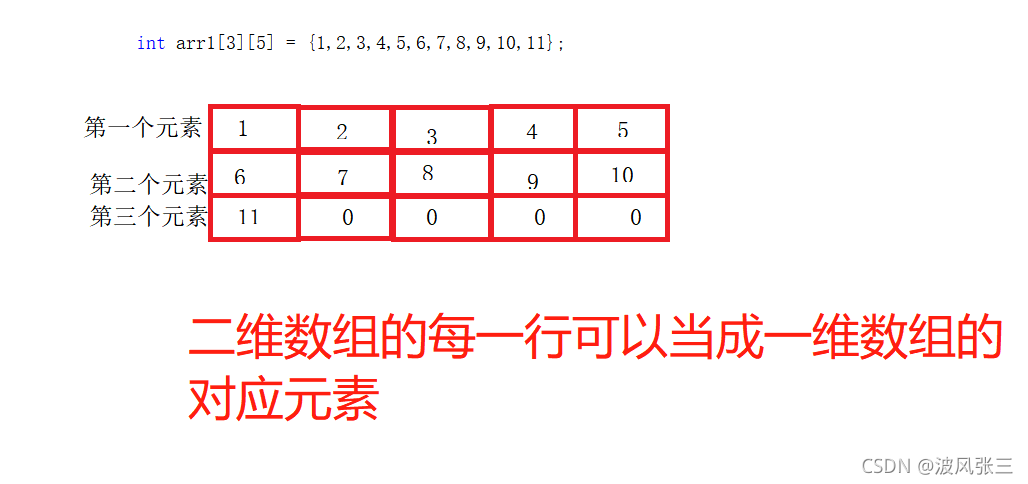 int arr1[3][5] = {1,2,3,4,5,6,7,8,9,10,11};
第一个元素 1 2 3 4 5
第二个元素 6 7 8 9 10
第三个元素 11 0 0 0 0
二维数组的每一行可以当成一维数组的
对应元素
CSDN @波风张三